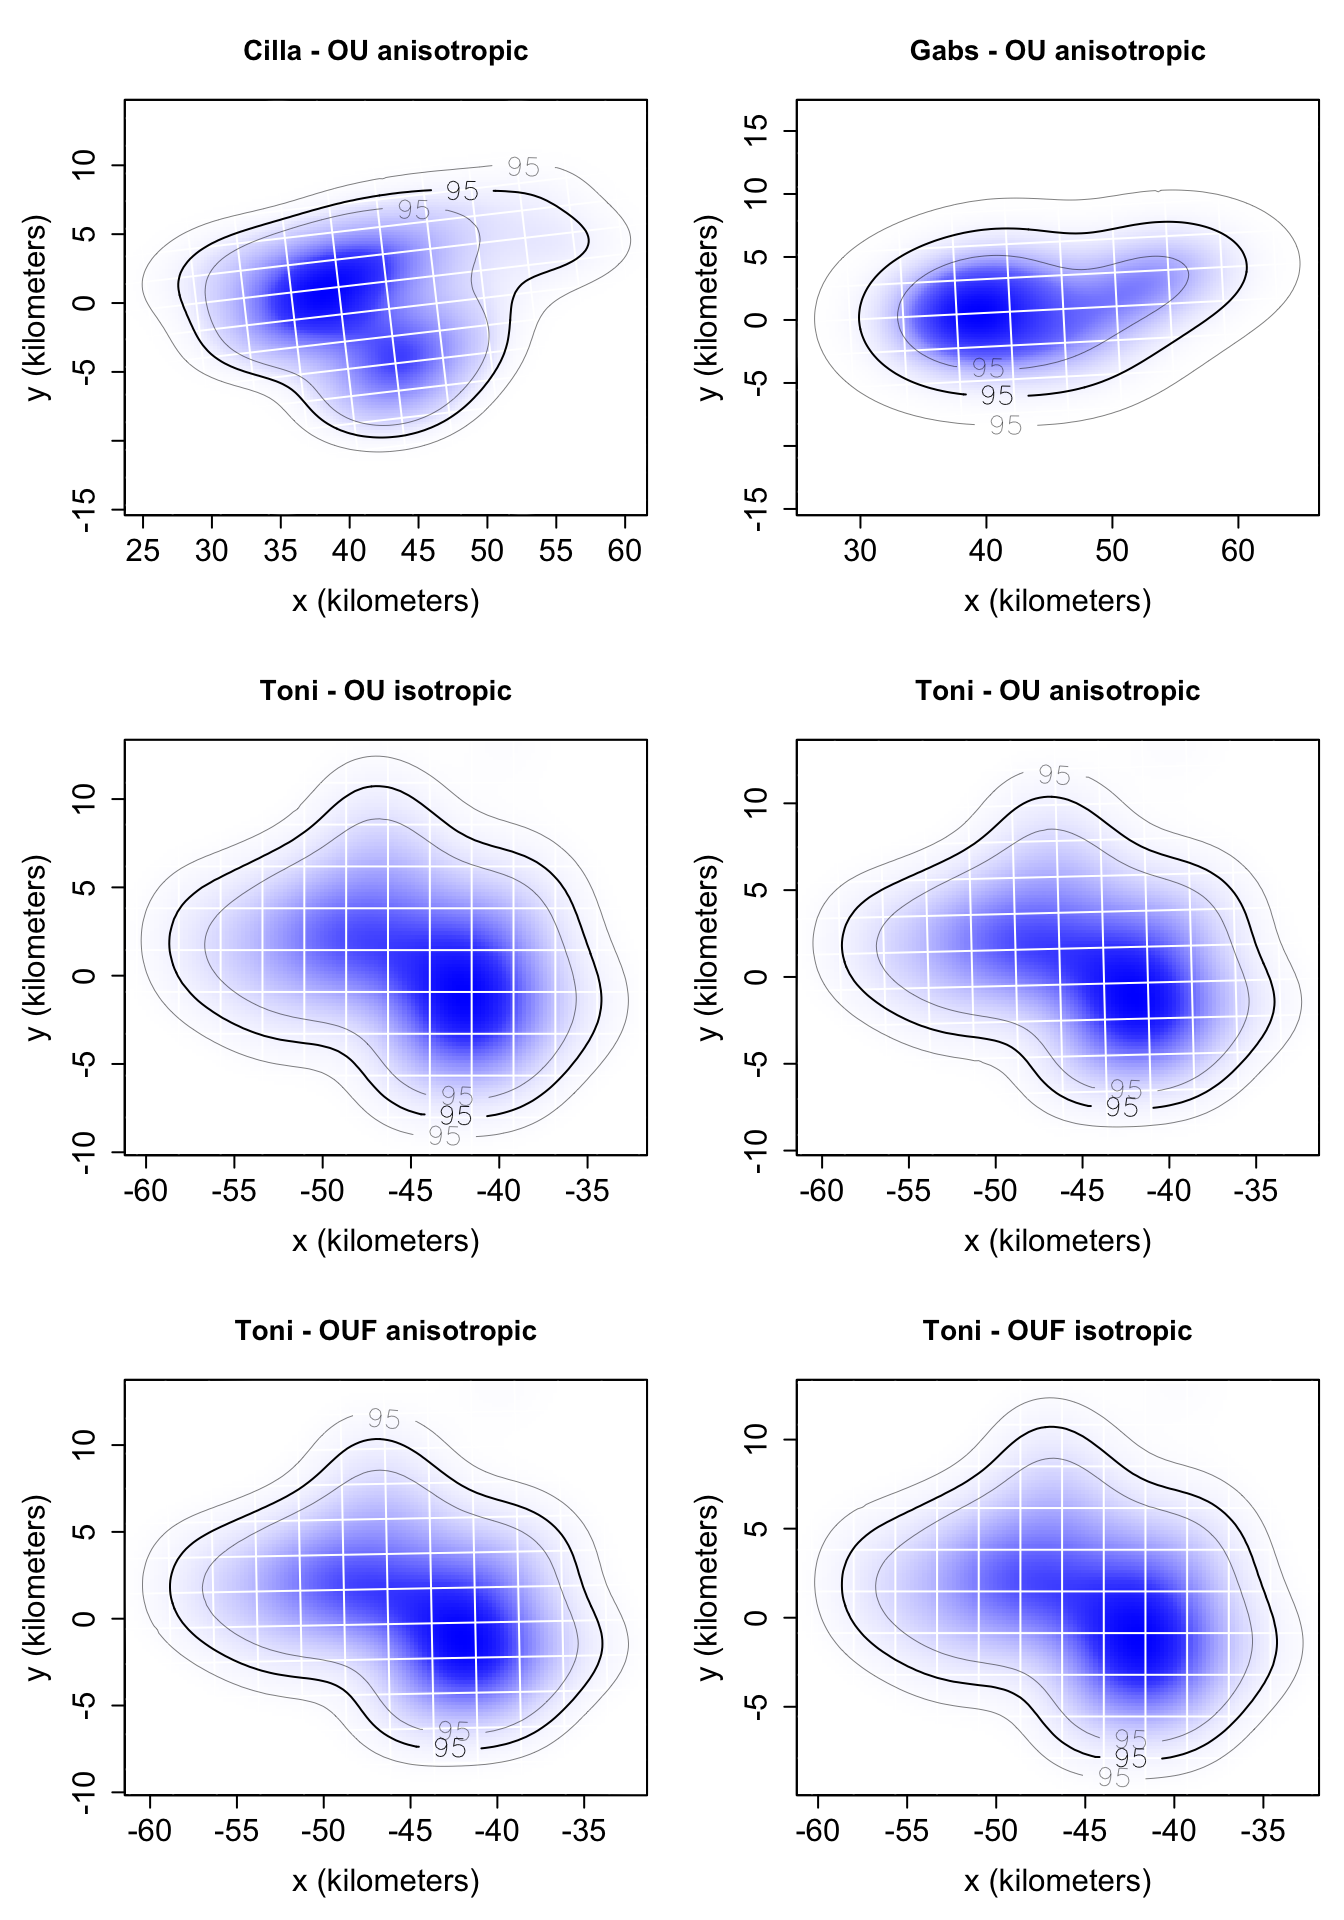 Cilla - OU anisotropic
y (kilometers)
10
5
0
-5
-15
95
95
95
25 30 35 40 45 50 55 60
x (kilometers)
Gabs - OU anisotropic
y (kilometers)
15
10
5
0
-5
-15
95
95
95
30 40 50 60
x (kilometers)
Toni - OU isotropic
y (kilometers)
10
5
0
-5
-10
95
95
95
-60 -55 -50 -45 -40 -35
x (kilometers)
Toni - OU anisotropic
y (kilometers)
10
5
0
-5
-10
95
95
95
-60 -55 -50 -45 -40 -35
x (kilometers)
Toni - OUF anisotropic
y (kilometers)
10
5
0
-5
-10
95
95
95
-60 -55 -50 -45 -40 -35
x (kilometers)
Toni - OUF isotropic
y (kilometers)
10
5
0
-5
95
95
95
-60 -55 -50 -45 -40 -35
x (kilometers)